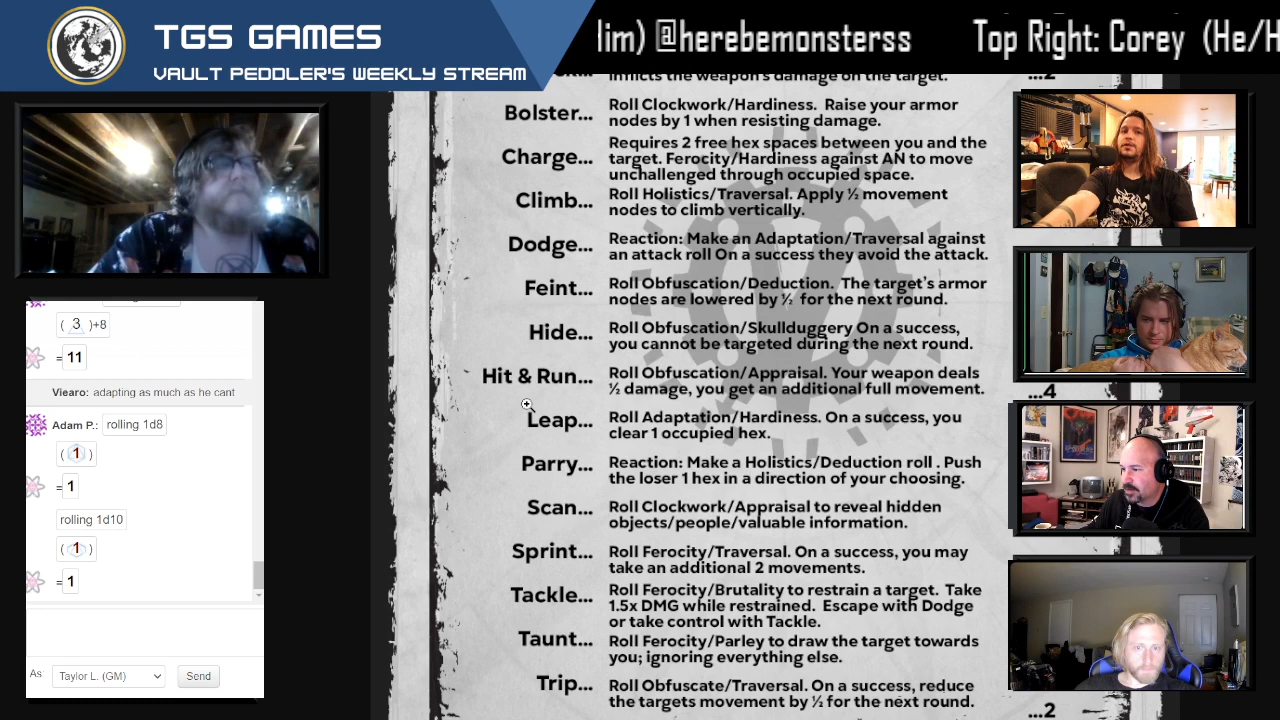 TGS GAMES
VAULT PEDDLER'S WEEKLY STREAM
@herebemonsterss Top Right: Corey (He/H
inflicts the weapon's damage on the target.
...2
Bolster... Roll Clockwork/Hardiness. Raise your armor
nodes by 1 when resisting damage.
Charge... Requires 2 free hex spaces between you and the
target. Ferocity/Hardiness against AN to move
unchallenged through occupied space.
Climb... Roll Holistics/Traversal. Apply ½ movement
nodes to climb vertically.
Dodge... Reaction: Make an Adaptation/Traversal against
an attack roll On a success they avoid the attack.
Feint... Roll Obfuscation/Deduction. The target's armor
nodes are lowered by ½ for the next round.
Hide... Roll Obfuscation/Skullduggery On a success,
you cannot be targeted during the next round.
Hit & Run... Roll Obfuscation/Appraisal. Your weapon deals
½ damage, you get an additional full movement.
...4
Leap... Roll Adaptation/Hardiness. On a success, you
clear 1 occupied hex.
Parry... Reaction: Make a Holistics/Deduction roll . Push
the loser 1 hex in a direction of your choosing.
Scan... Roll Clockwork/Appraisal to reveal hidden
objects/people/valuable information.
Sprint... Roll Ferocity/Traversal. On a success, you may
take an additional 2 movements.
Tackle... Roll Ferocity/Brutality to restrain a target. Take
1.5x DMG while restrained. Escape with Dodge
or take control with Tackle.
Taunt... Roll Ferocity/Parley to draw the target towards
you; ignoring everything else.
Trip... Roll Obfuscate/Traversal. On a success, reduce
the targets movement by ½ for the next round.
...2
( 3 )+8
=11
Viearo: adapting as much as he cant
Adam P.: rolling 1d8
( 1 )
=1
rolling 1d10
( 1 )
=1
As: Taylor L. (GM) Send